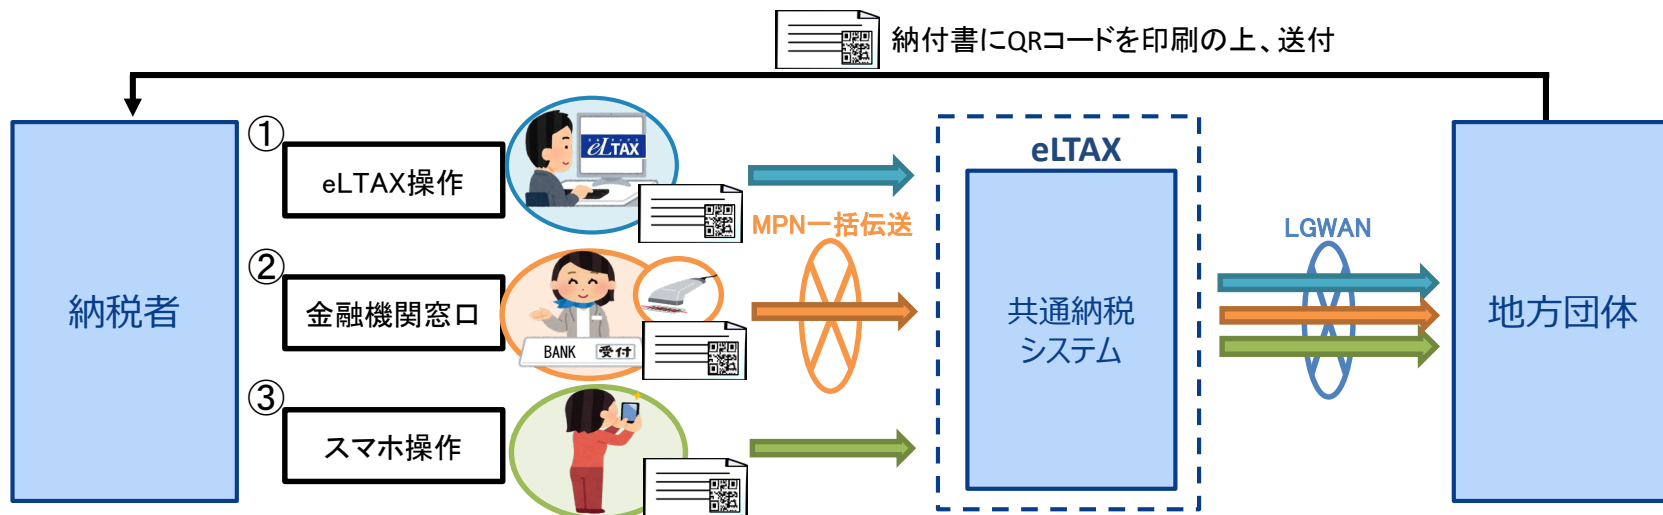 納付書にQRコードを印刷の上、送付
納税者
①
eLTAX操作
eLTAX
②
金融機関窓口
BANK 受付
③
スマホ操作
MPN一括伝送
eLTAX
共通納税
システム
LGWAN
地方団体